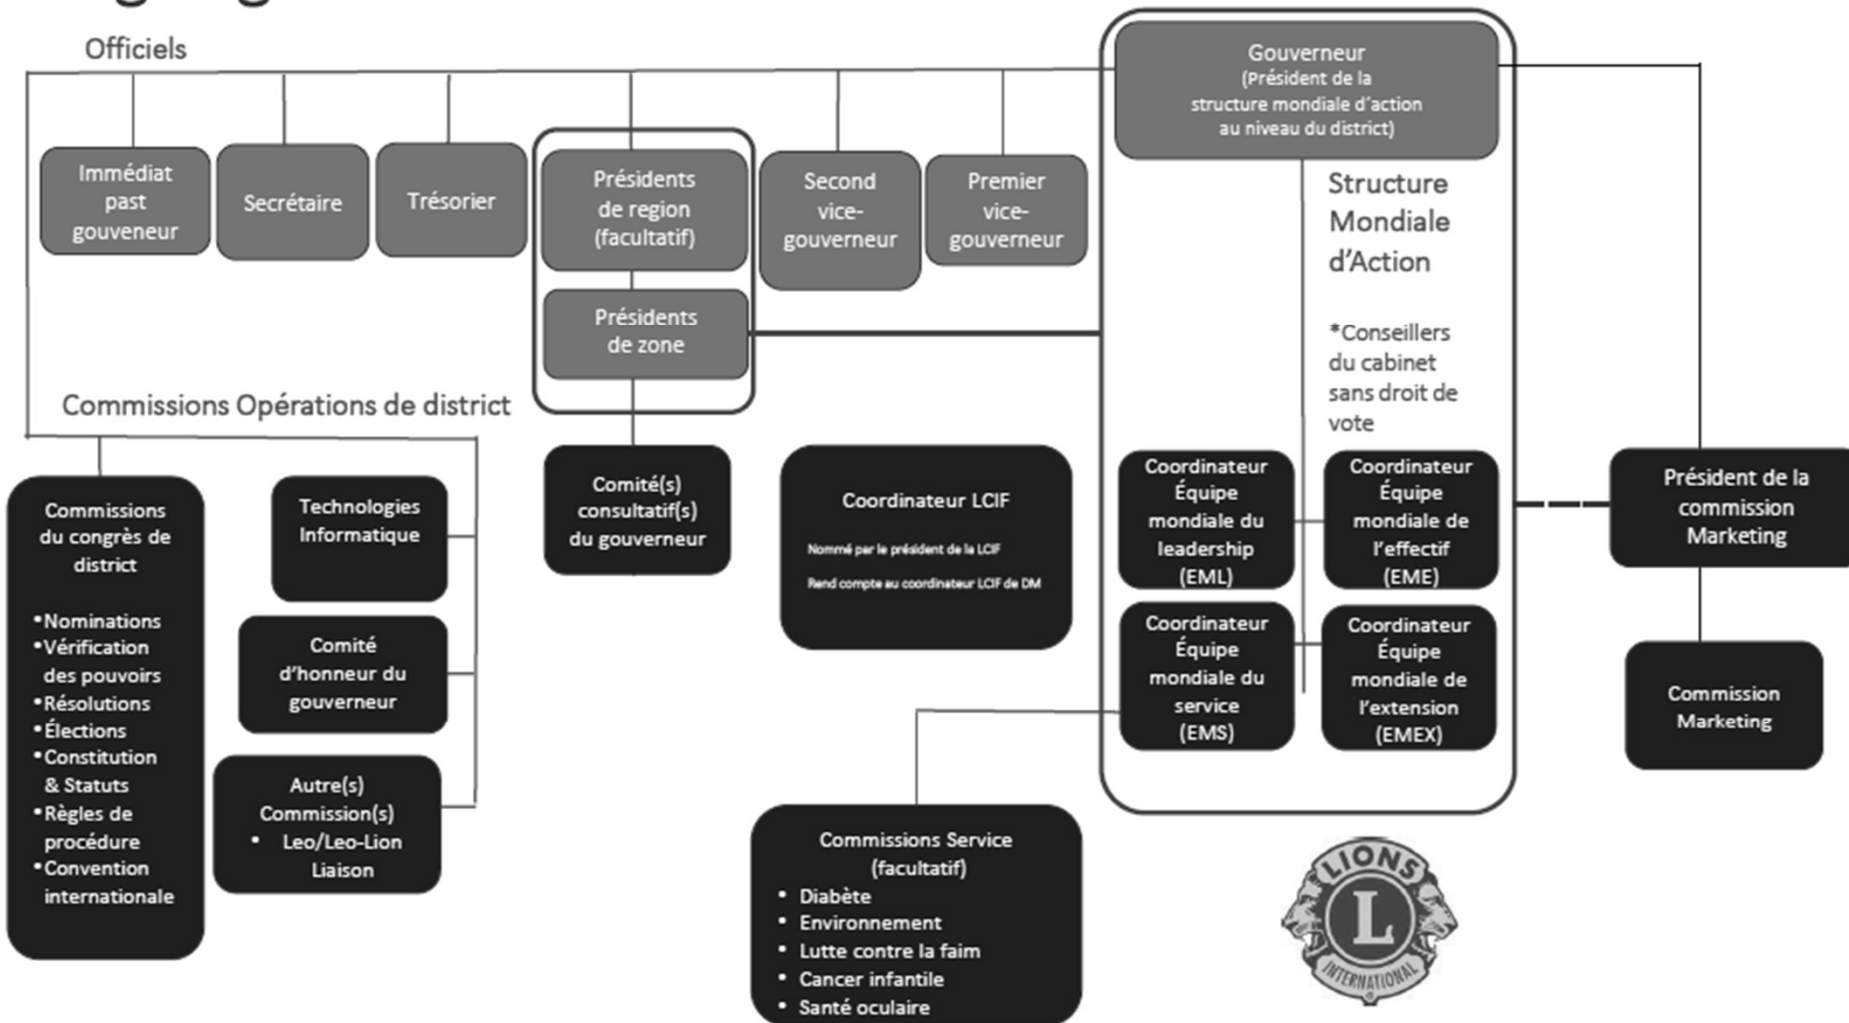 Officiels
Gouverneur
(Président de la
structure mondiale d'action
au niveau du district)
Immédiat
past
gouveneur
Secrétaire
Trésorier
Présidents
de region
(facultatif)
Second
vice-
gouverneur
Premier
vice-
gouverneur
Structure
Mondiale
d'Action
Présidents
de zone
*Conseillers
du cabinet
sans droit de
vote
Commissions Opérations de district
Commissions
du congrès de
district
•Nominations
•Vérification
des pouvoirs
•Résolutions
•Élections
•Constitution
& Statuts
•Règles de
procédure
•Convention
internationale
Technologies
Informatique
Comité
d'honneur du
gouverneur
Autre(s)
Commission(s)
• Leo/Leo-Lion
Liaison
Comité(s)
consultatif(s)
du gouverneur
Coordinateur LCIF
Nommé par le président de la LCIF
Rend compte au coordinateur LCIF de DM
Coordinateur
Équipe
mondiale du
leadership
(EML)
Coordinateur
Équipe
mondiale de
l'effectif
(EME)
Coordinateur
Équipe
mondiale du
service
(EMS)
Coordinateur
Équipe
mondiale de
l'extension
(EMEX)
Président de la
commission
Marketing
Commission
Marketing
Commissions Service
(facultatif)
• Diabète
• Environnement
• Lutte contre la faim
• Cancer infantile
• Santé oculaire
LIONS
L
INTERNATIONAL
®